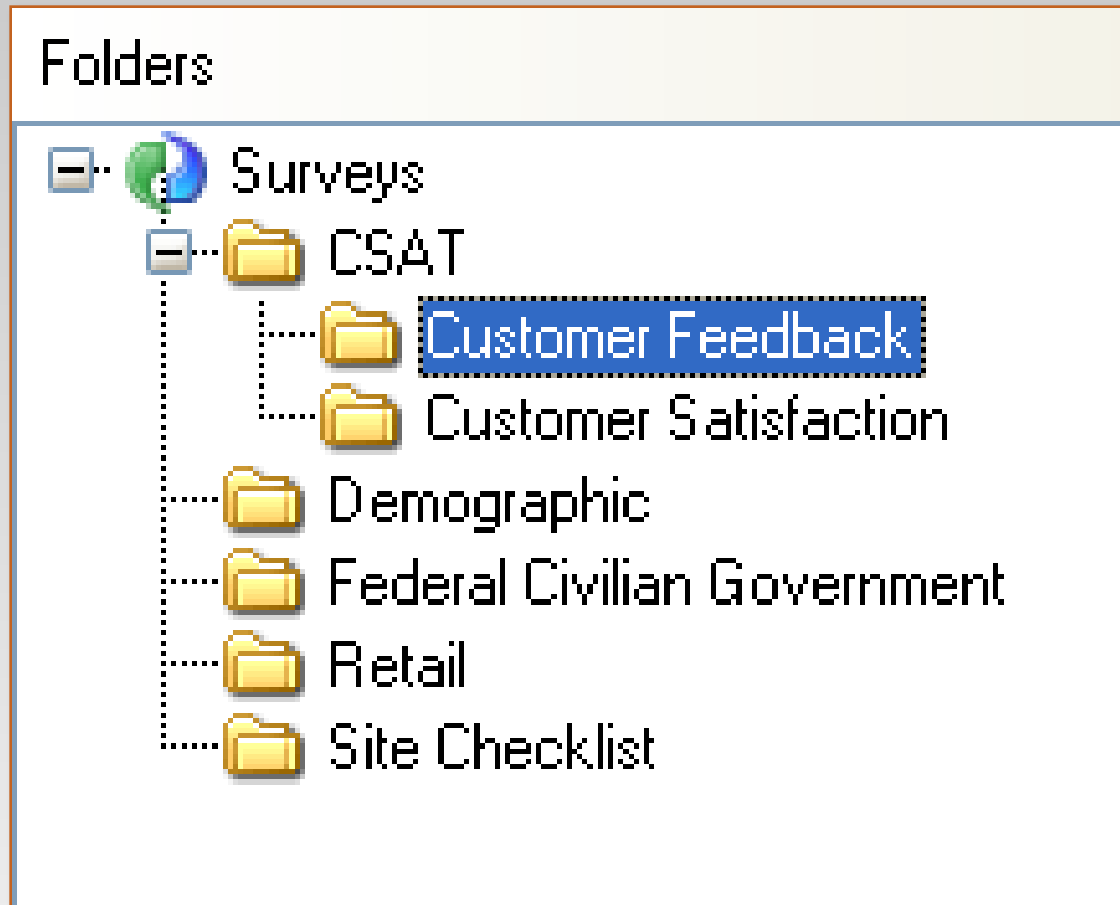 Folders
Surveys
CSAT
Customer Feedback
Customer Satisfaction
Demographic
Federal Civilian Government
Retail
Site Checklist